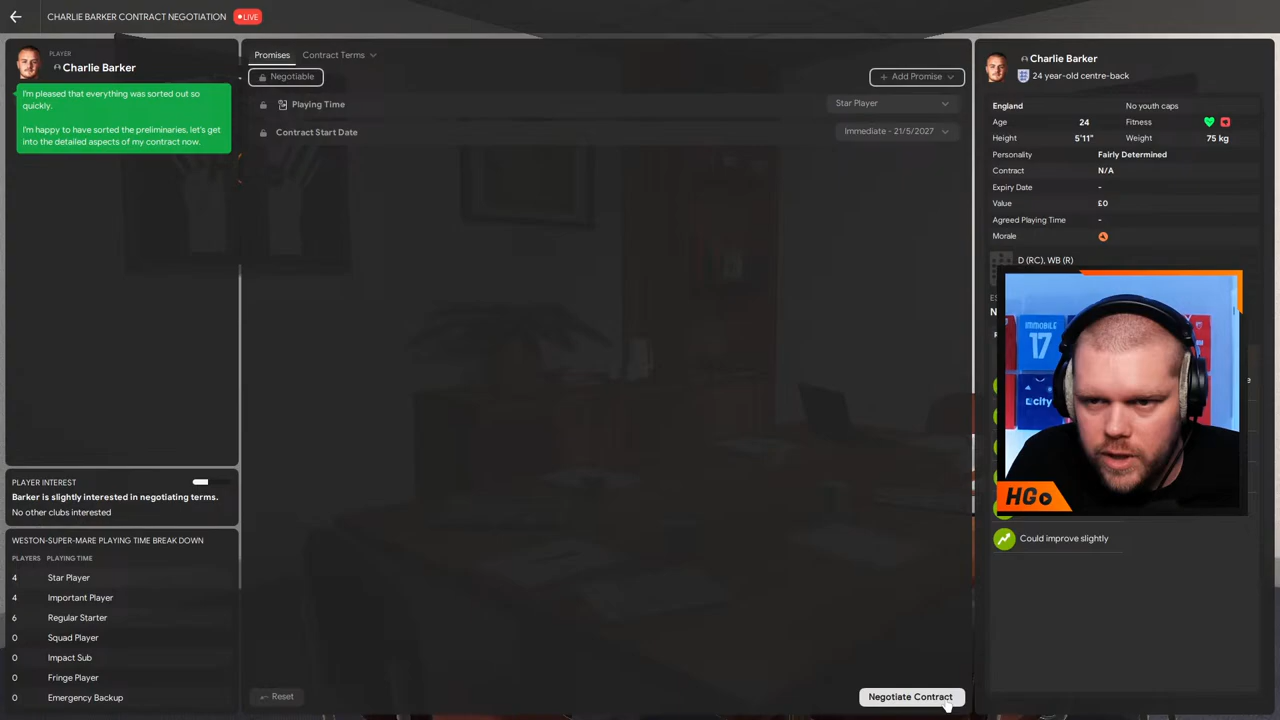 CHARLIE BARKER CONTRACT NEGOTIATION
LIVE
PLAYER
Charlie Barker
I'm pleased that everything was sorted out so
quickly.
I'm happy to have sorted the preliminaries, let's get
into the detailed aspects of my contract now.
PLAYER INTEREST
Barker is slightly interested in negotiating terms.
No other clubs interested
WESTON-SUPER-MARE PLAYING TIME BREAK DOWN
PLAYERS PLAYING TIME
4 Star Player
4 Important Player
6 Regular Starter
0 Squad Player
0 Impact Sub
0 Fringe Player
0 Emergency Backup
Promises Contract Terms
Negotiable
+ Add Promise
Playing Time Star Player
Contract Start Date Immediate - 21/5/2027
Reset
Negotiate Contract
Charlie Barker
24 year-old centre-back
England No youth caps
Age 24 Fitness
Height 5'11" Weight 75 kg
Personality Fairly Determined
Contract N/A
Expiry Date -
Value £0
Agreed Playing Time -
Morale
D (RC), WB (R)
IMMOBILE
17
city
HGo
Could improve slightly